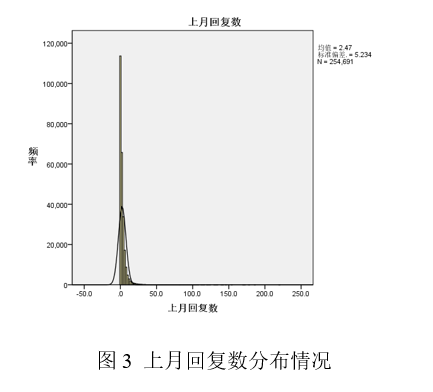 上月回复数
均值 = 2.47
标准偏差. = 5.234
N = 254,691
120,000
100,000
80,000
60,000
40,000
20,000
0
频率
-50.0 .0 50.0 100.0 150.0 200.0 250.0
上月回复数
图 3 上月回复数分布情况